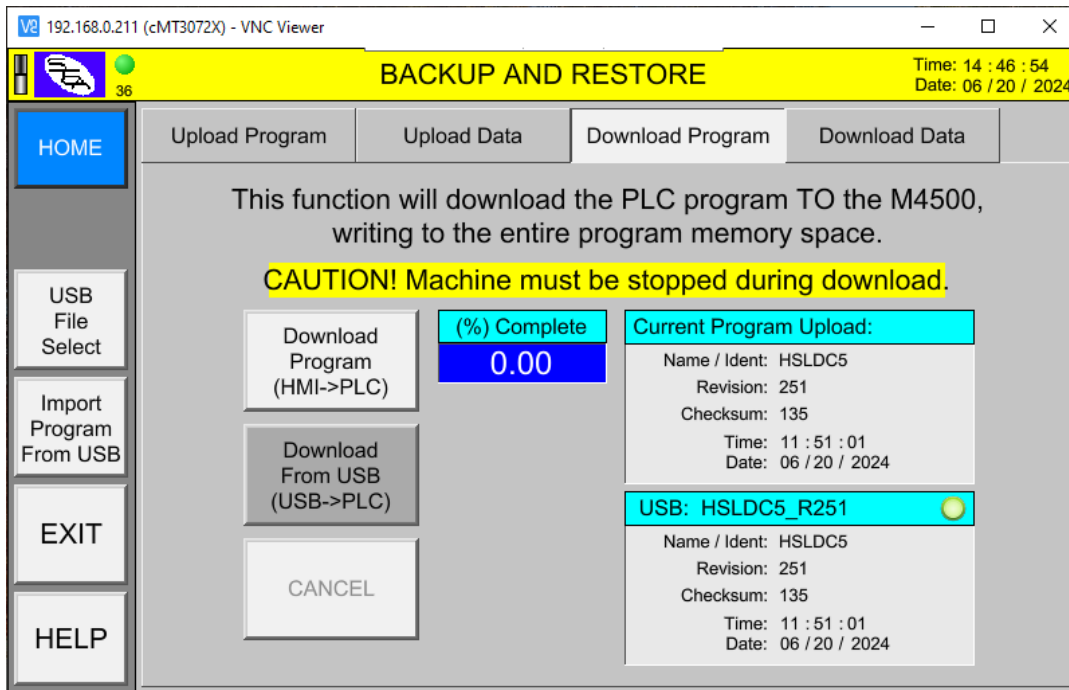 192.168.0.211 (cMT3072X) - VNC Viewer
36
BACKUP AND RESTORE
Time: 14 : 46 : 54
Date: 06 / 20 / 2024
HOME
USB
File
Select
Import
Program
From USB
EXIT
HELP
Upload Program
Upload Data
Download Program
Download Data
This function will download the PLC program TO the M4500,
writing to the entire program memory space.
CAUTION! Machine must be stopped during download.
Download
Program
(HMI->PLC)
Download
From USB
(USB->PLC)
CANCEL
(%) Complete
0.00
Current Program Upload:
Name / Ident: HSLDC5
Revision: 251
Checksum: 135
Time: 11 : 51 : 01
Date: 06 / 20 / 2024
USB: HSLDC5_R251
Name / Ident: HSLDC5
Revision: 251
Checksum: 135
Time: 11 : 51 : 01
Date: 06 / 20 / 2024